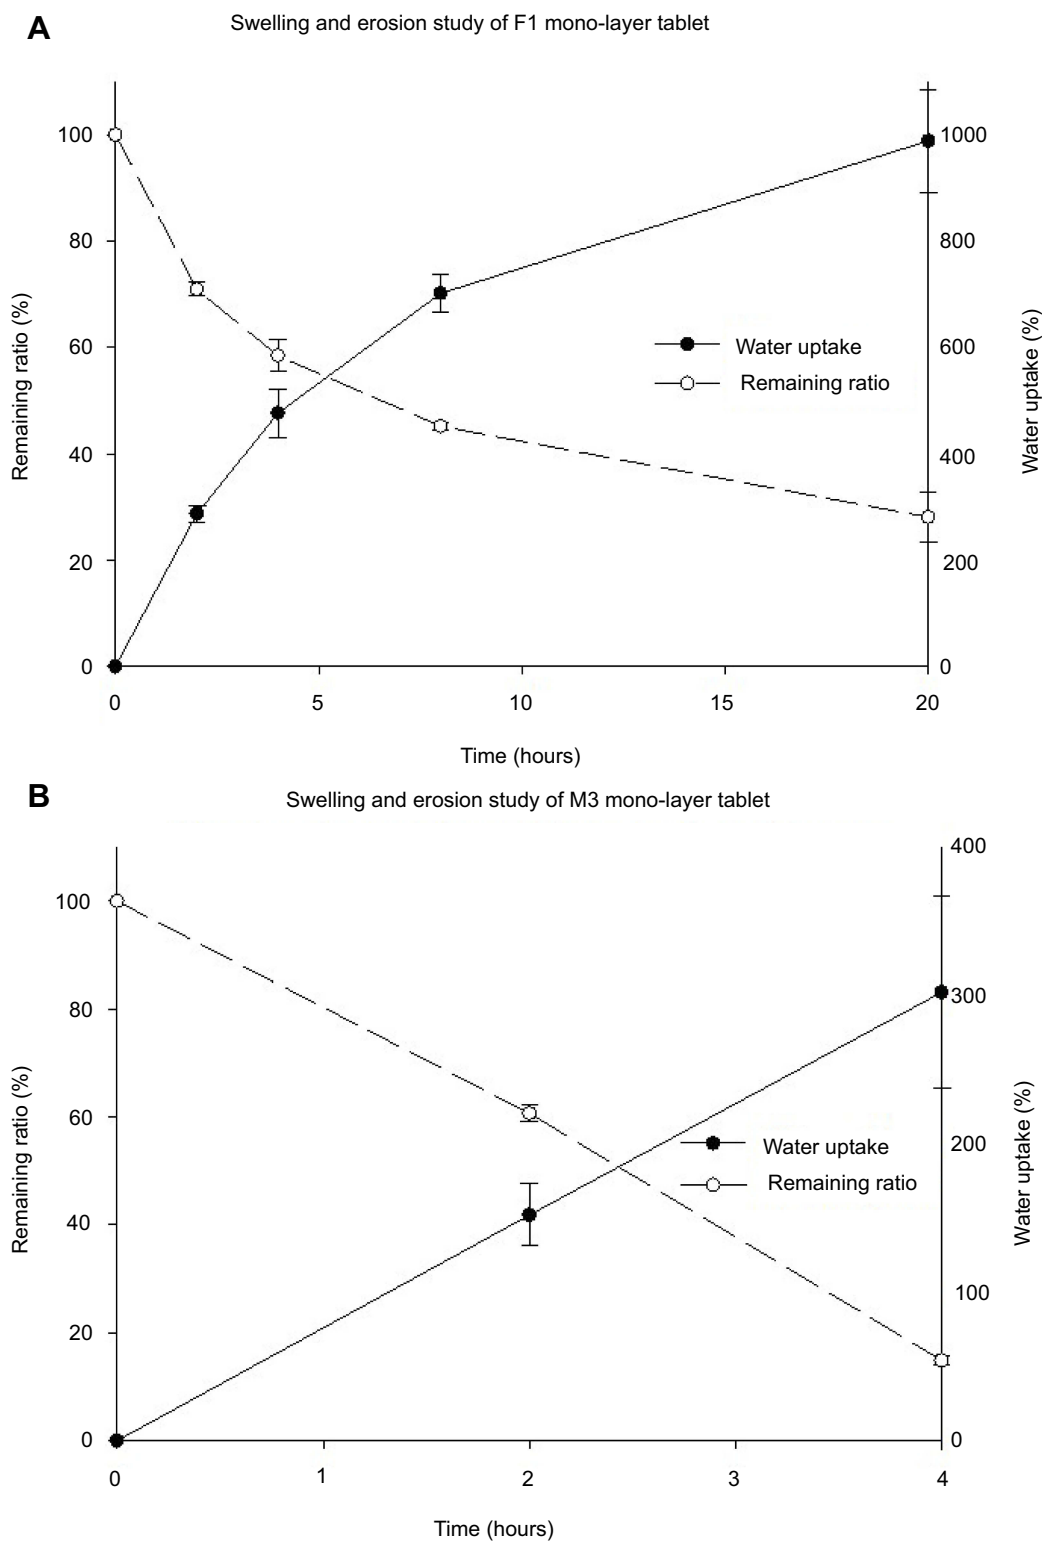 A
Swelling and erosion study of F1 mono-layer tablet
100
80
60
40
20
0
Remaining ratio (%)
1000
800
600
400
200
0
Water uptake (%)
Water uptake
Remaining ratio
0 5 10 15 20
Time (hours)
B
Swelling and erosion study of M3 mono-layer tablet
100
80
60
40
20
0
Remaining ratio (%)
400
300
200
100
0
Water uptake (%)
Water uptake
Remaining ratio
0 1 2 3 4
Time (hours)